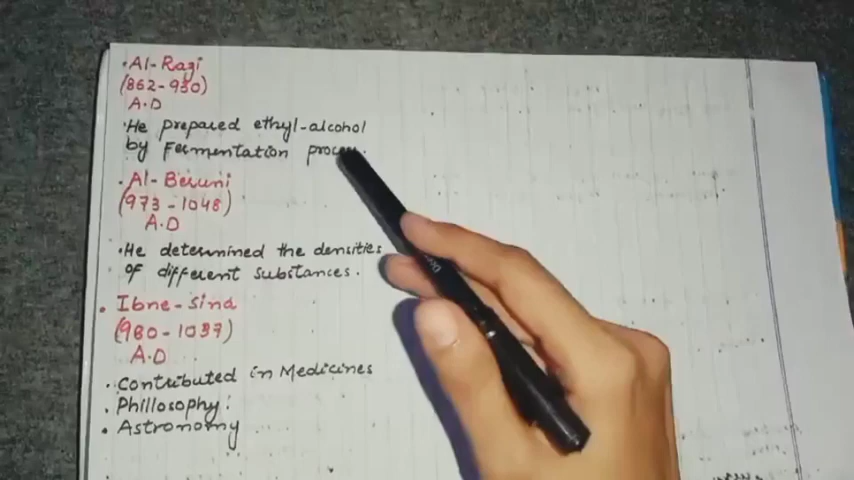 · Al-Razi
(862-930)
A.D
· He prepared ethyl-alcohol
by Fermentation process.
· Al-Beruni
(973-1048)
A.D
· He determined the densities
of different substances.
· Ibne-sina
(980-1037)
A.D
· contributed in Medicines
· Phillosophy:
· Astronomy